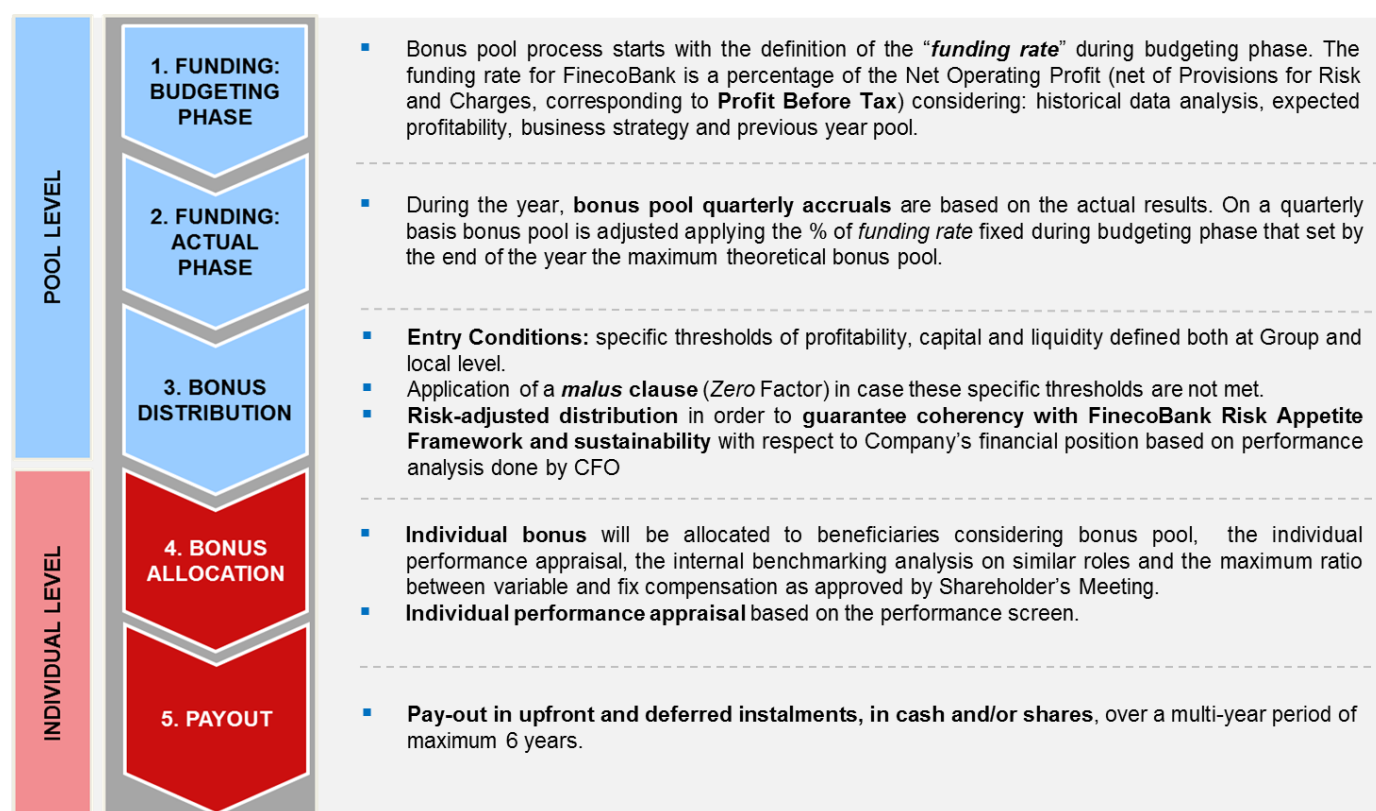 POOL LEVEL
1. FUNDING:
BUDGETING
PHASE
▪ Bonus pool process starts with the definition of the “funding rate” during budgeting phase. The
funding rate for FinecoBank is a percentage of the Net Operating Profit (net of Provisions for Risk
and Charges, corresponding to Profit Before Tax) considering: historical data analysis, expected
profitability, business strategy and previous year pool.
2. FUNDING:
ACTUAL
PHASE
▪ During the year, bonus pool quarterly accruals are based on the actual results. On a quarterly
basis bonus pool is adjusted applying the % of funding rate fixed during budgeting phase that set by
the end of the year the maximum theoretical bonus pool.
3. BONUS
DISTRIBUTION
▪ Entry Conditions: specific thresholds of profitability, capital and liquidity defined both at Group and
local level.
▪ Application of a malus clause (Zero Factor) in case these specific thresholds are not met.
▪ Risk-adjusted distribution in order to guarantee coherency with FinecoBank Risk Appetite
Framework and sustainability with respect to Company’s financial position based on performance
analysis done by CFO
INDIVIDUAL LEVEL
4. BONUS
ALLOCATION
▪ Individual bonus will be allocated to beneficiaries considering bonus pool, the individual
performance appraisal, the internal benchmarking analysis on similar roles and the maximum ratio
between variable and fix compensation as approved by Shareholder’s Meeting.
▪ Individual performance appraisal based on the performance screen.
5. PAYOUT
▪ Pay-out in upfront and deferred instalments, in cash and/or shares, over a multi-year period of
maximum 6 years.